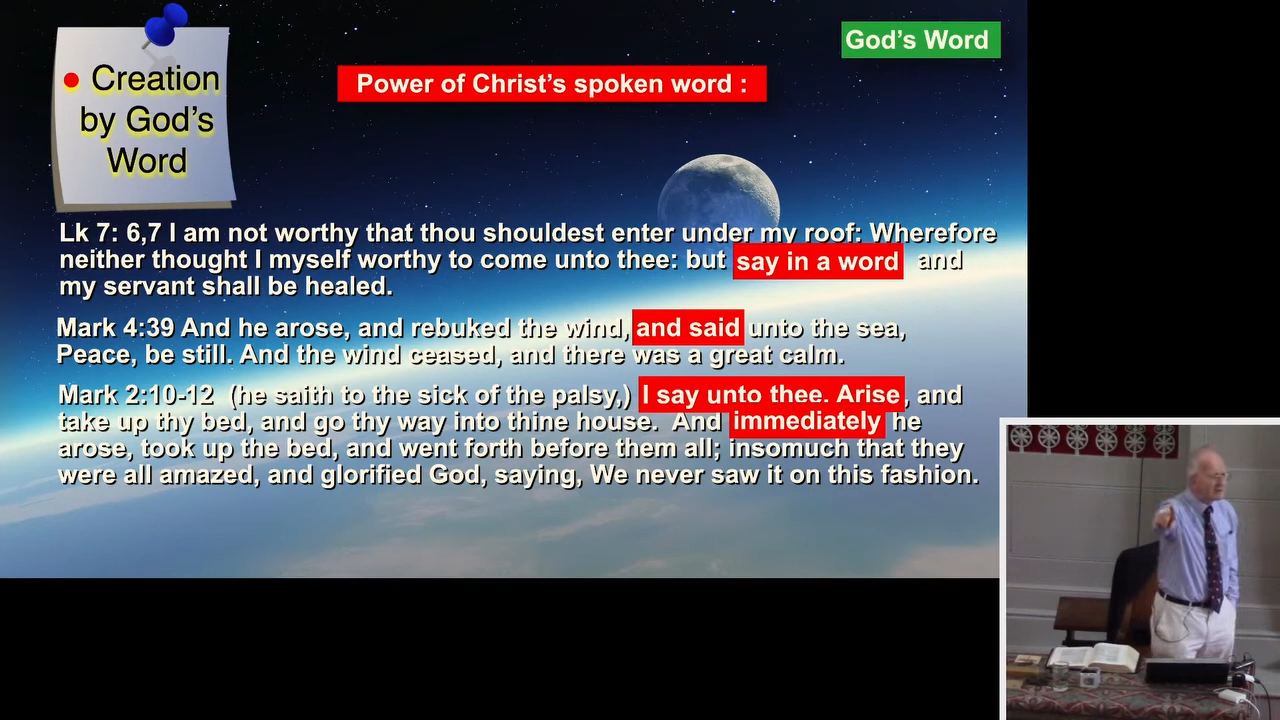 God's Word
• Creation
by God's
Word
Power of Christ's spoken word :
Lk 7: 6,7 I am not worthy that thou shouldest enter under my roof: Wherefore
neither thought I myself worthy to come unto thee: but say in a word and
my servant shall be healed.
Mark 4:39 And he arose, and rebuked the wind, and said unto the sea,
Peace, be still. And the wind ceased, and there was a great calm.
Mark 2:10-12 (he saith to the sick of the palsy,) I say unto thee. Arise, and
take up thy bed, and go thy way into thine house. And immediately he
arose, took up the bed, and went forth before them all; insomuch that they
were all amazed, and glorified God, saying, We never saw it on this fashion.